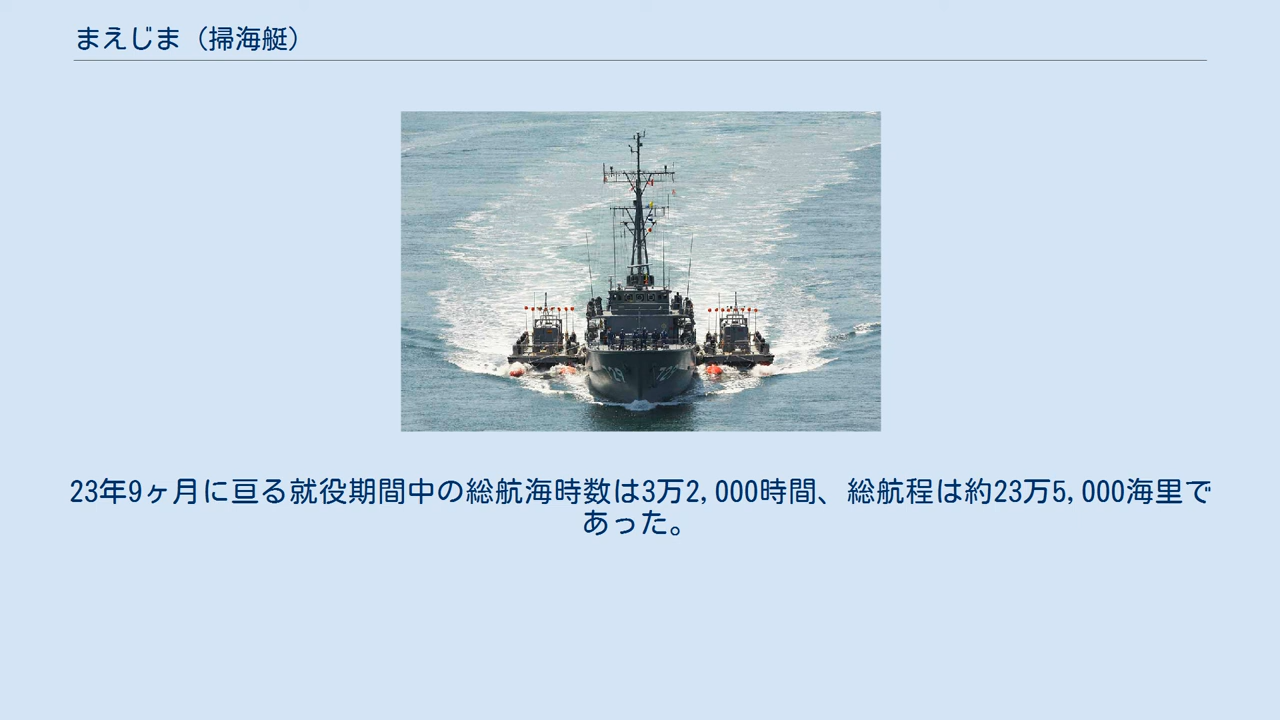 まえじま（掃海艇）
23年9ヶ月に亘る就役期間中の総航海時数は3万2,000時間、総航程は約23万5,000海里で
あった。